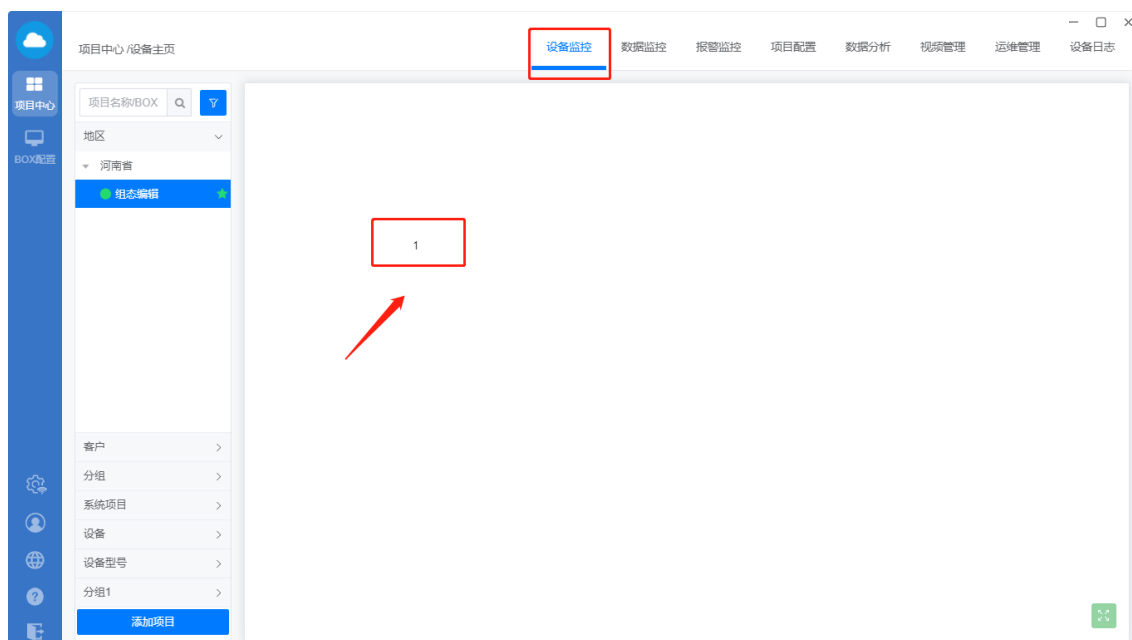 项目中心 /设备主页
设备监控 数据监控 报警监控 项目配置 数据分析 视频管理 运维管理 设备日志
项目中心
BOX配置
项目名称/BOX
地区
河南省
组态编辑
1
客户
分组
系统项目
设备
设备型号
分组1
添加项目